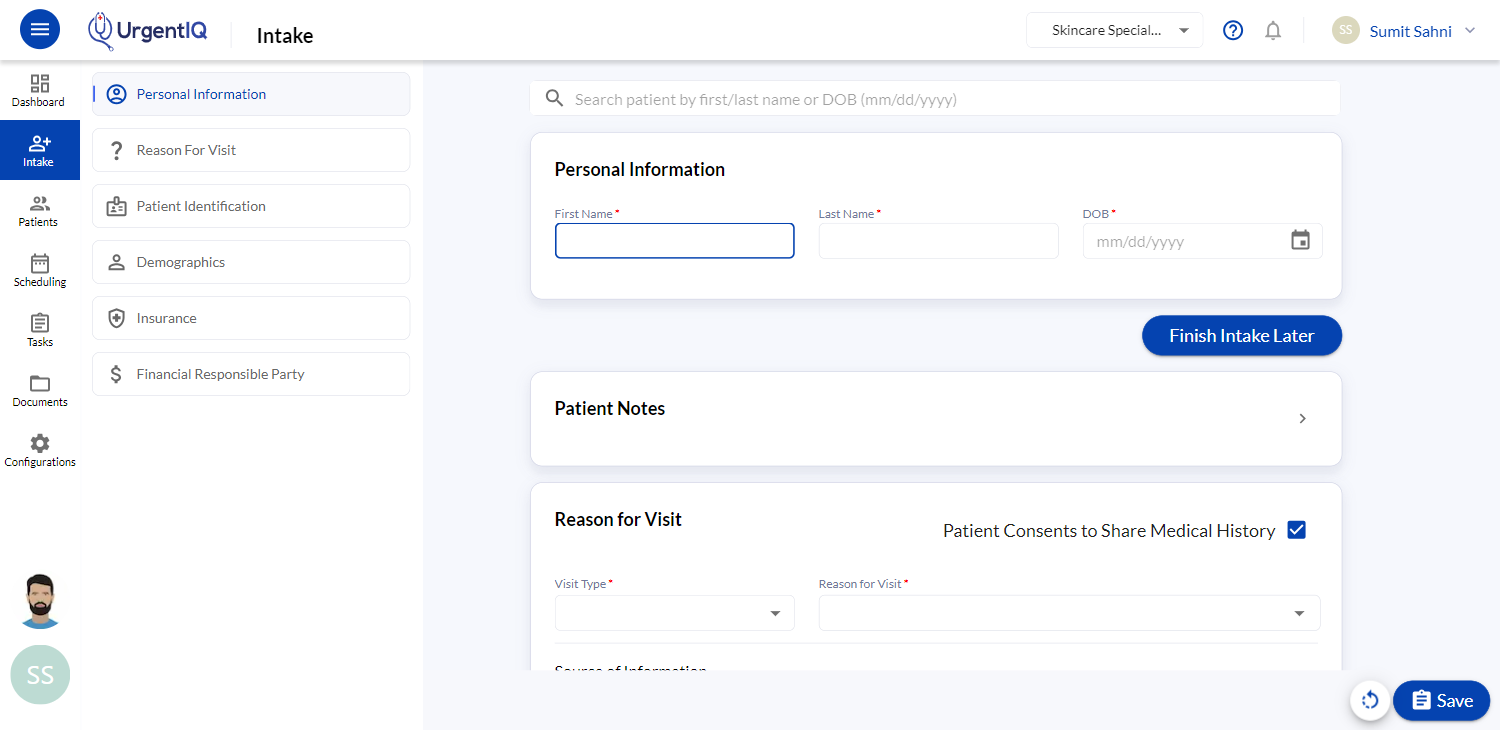 UrgentIQ
Intake
Skincare Special...
SS
Sumit Sahni
Dashboard
Intake
Patients
Scheduling
Tasks
Documents
Configurations
SS
Personal Information
Reason For Visit
Patient Identification
Demographics
Insurance
Financial Responsible Party
Search patient by first/last name or DOB (mm/dd/yyyy)
Personal Information
First Name * Last Name * DOB *
mm/dd/yyyy
Finish Intake Later
Patient Notes
Reason for Visit
Patient Consents to Share Medical History
Visit Type * Reason for Visit *
Source of Information
Save